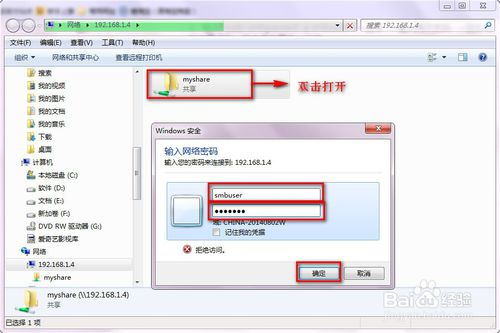 网络 ▸ 192.168.1.4 ▸
搜索 192.168.1.4
文件(F) 编辑(E) 查看(V) 工具(T) 帮助(H)
组织 网络和共享中心 查看远程打印机
搜索
我的视频
我的图片
我的文档
下载
我的音乐
桌面
计算机
本地磁盘 (C:)
软件 (D:)
文档 (E:)
新加卷 (F:)
DVD RW 驱动器 (G:)
爱奇艺影视库
网络
192.168.1.4
myshare
myshare
共享
双击打开
Windows 安全
输入网络密码
输入您的密码来连接到: 192.168.1.4
smbuser
●●●●●●●
域: CHINA-20140802W
记住我的凭据
拒绝访问。
确定 取消
myshare (\\192.168.1.4)
共享
已选择 1 项
Baidu 经验